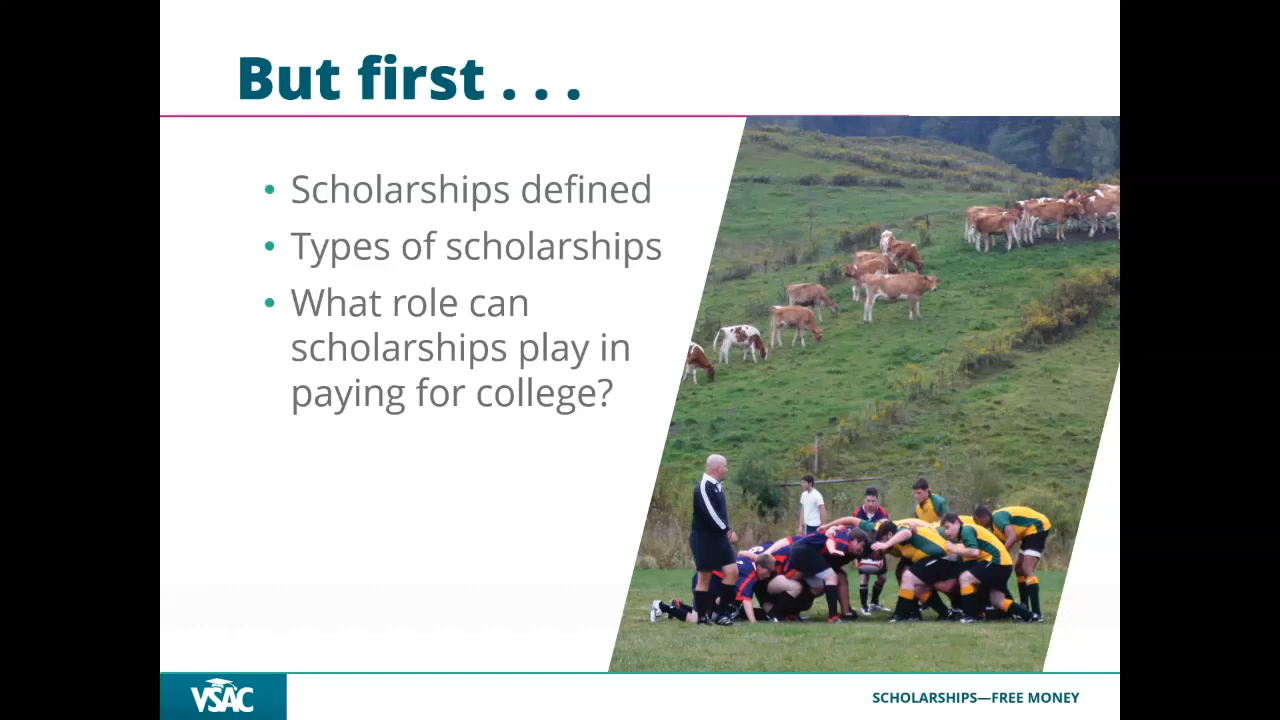 But first . . .
• Scholarships defined
• Types of scholarships
• What role can
scholarships play in
paying for college?
VSAC
SCHOLARSHIPS—FREE MONEY